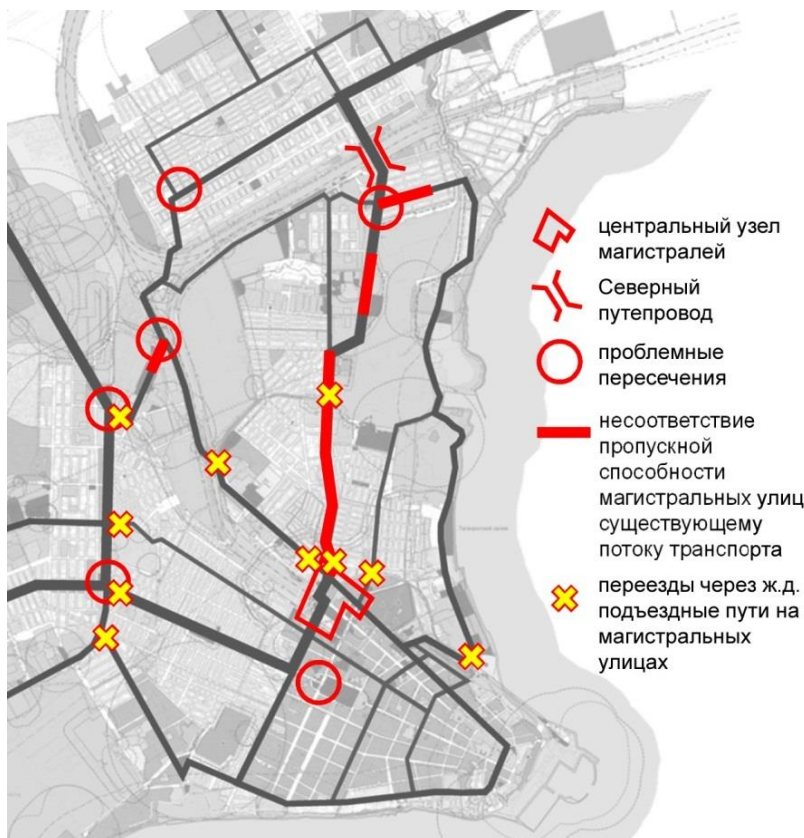 центральный узел
магистралей
Северный
путепровод
проблемные
пересечения
несоответствие
пропускной
способности
магистральных улиц
существующему
потоку транспорта
переезды через ж.д.
подъездные пути на
магистральных
улицах